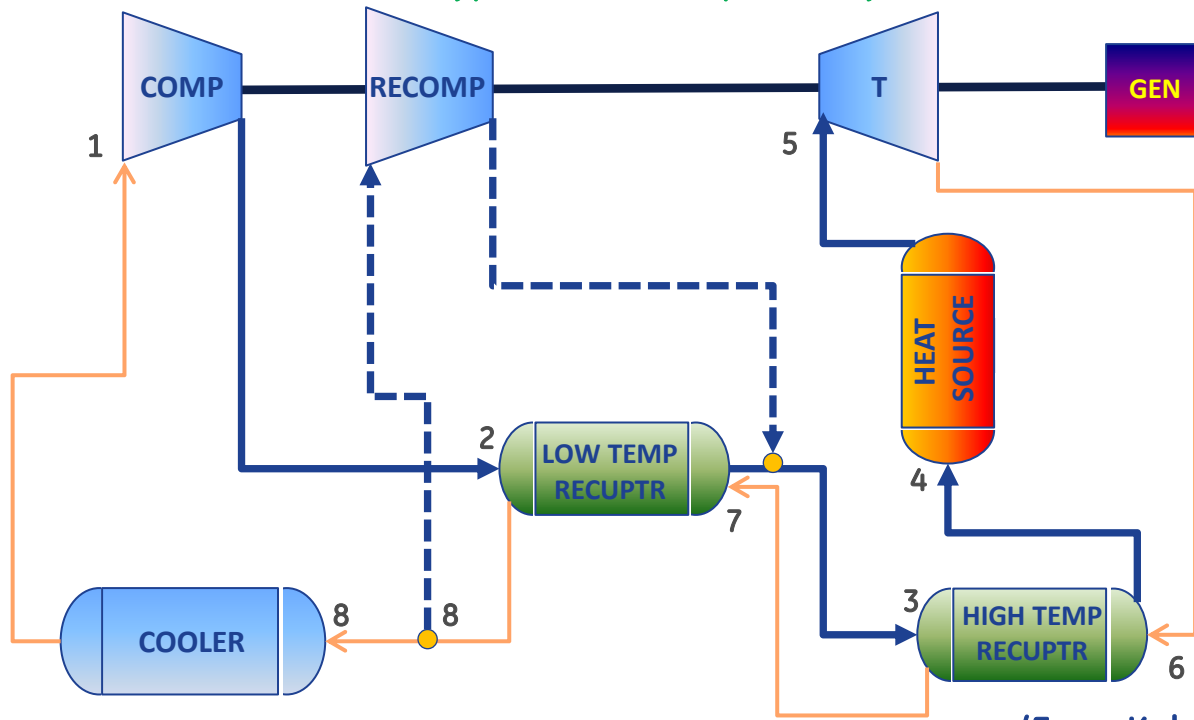 COMP
RECOMP
T
GEN
1
5
HEAT
SOURCE
2
LOW TEMP
RECUPTR
4
7
3
8
8
COOLER
HIGH TEMP
RECUPTR
6